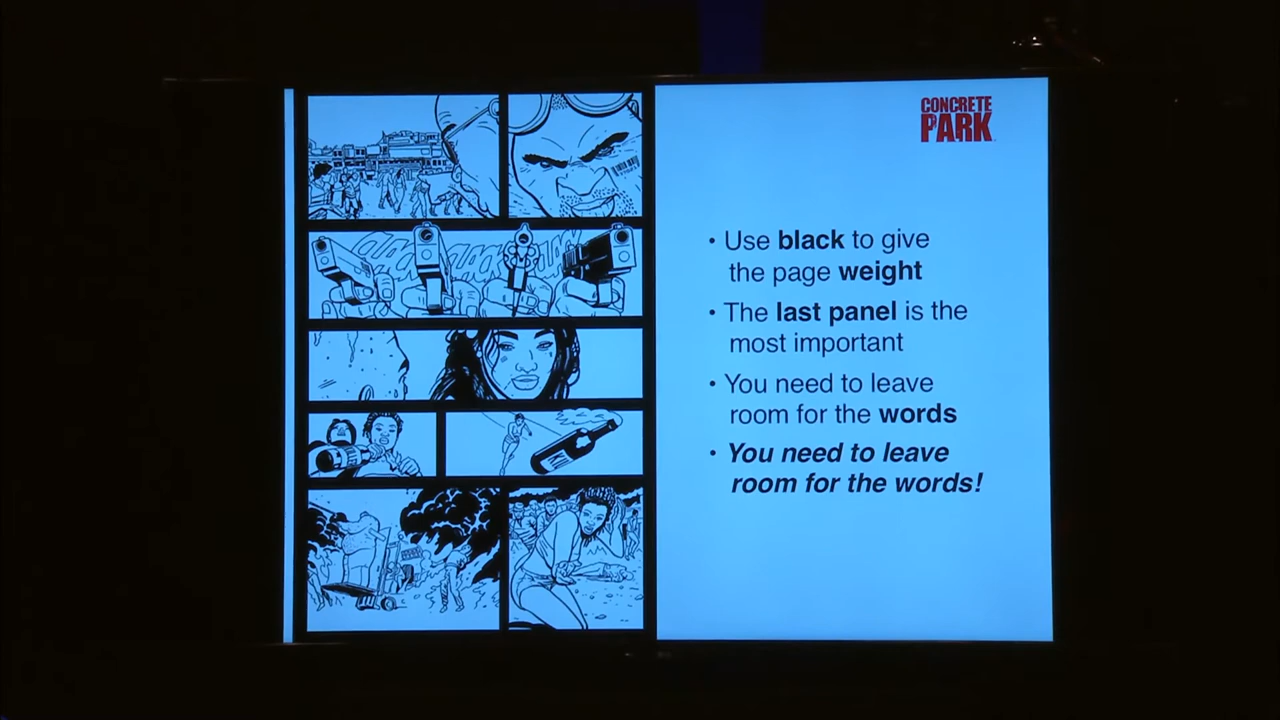 CONCRETE
PARK
• Use black to give
the page weight
• The last panel is the
most important
• You need to leave
room for the words
• You need to leave
room for the words!